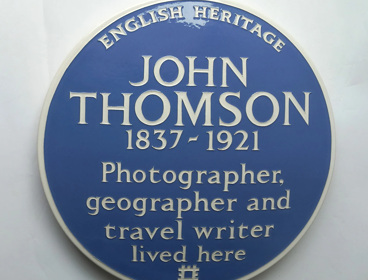 ENGLISH HERITAGE
JOHN
THOMSON
1837-1921
Photographer,
geographer and
travel writer
lived here